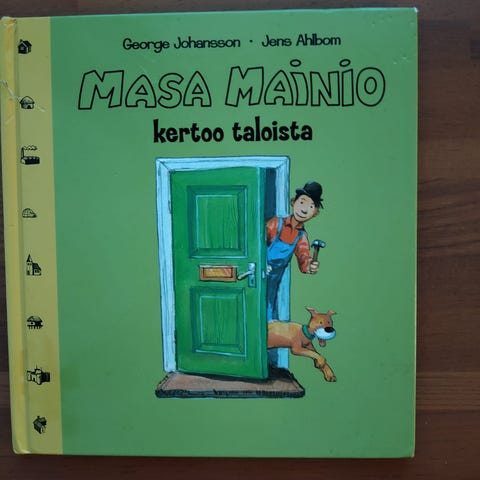 George Johansson · Jens Ahlbom
MASA MAiNiO
kertoo taloista